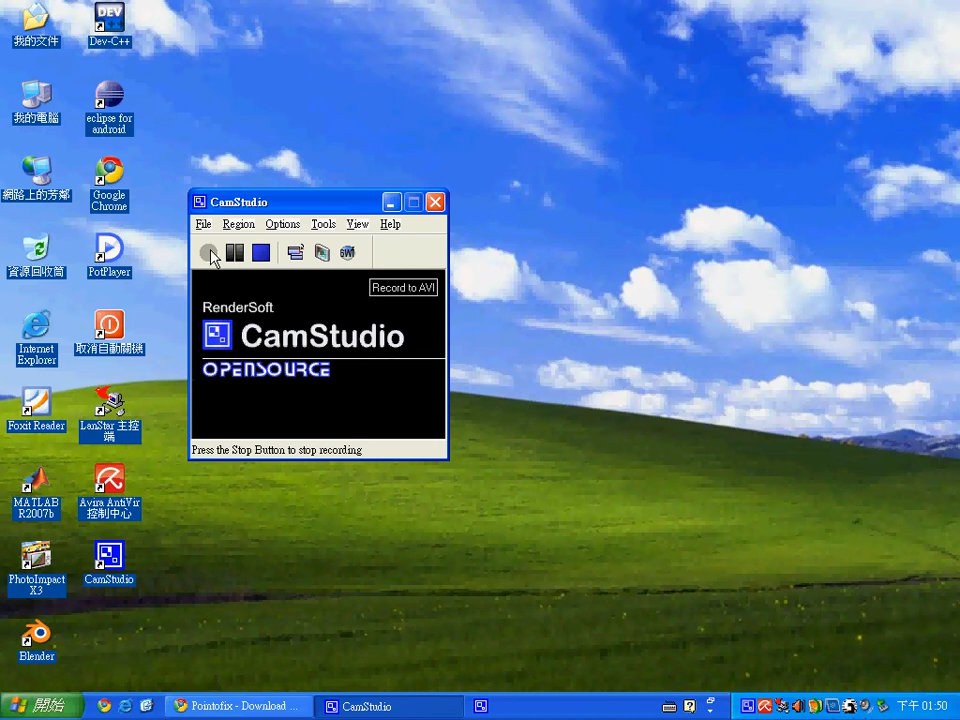 我的文件
Dev-C++
我的電腦
eclipse for
android
網路上的芳鄰
Google
Chrome
資源回收筒
PotPlayer
Internet
Explorer
取消自動關機
Foxit Reader
LanStar 主控
端
MATLAB
R2007b
Avira AntiVir
控制中心
PhotoImpact
X3
CamStudio
Blender
CamStudio
File Region Options Tools View Help
SWF
Record to AVI
RenderSoft
CamStudio
OPENSOURCE
Press the Stop Button to stop recording
開始
Pointofix - Download ...
CamStudio
下午 01:50